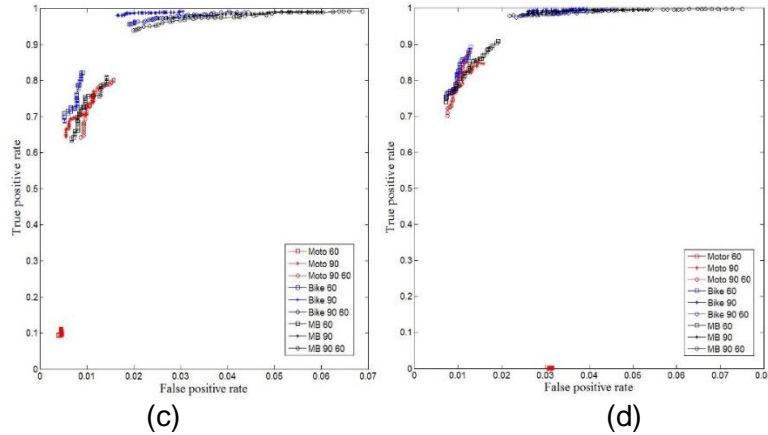 1
0.9
0.8
0.7
0.6
0.5
0.4
0.3
0.2
0.1
0
True positive rate
0 0.01 0.02 0.03 0.04 0.05 0.06 0.07
False positive rate
Moto 60
Moto 90
Moto 90 60
Bike 60
Bike 90
Bike 90 60
MB 60
MB 90
MB 90 60
(c)
1
0.9
0.8
0.7
0.6
0.5
0.4
0.3
0.2
0.1
0
True positive rate
0 0.01 0.02 0.03 0.04 0.05 0.06 0.07 0.0
False positive rate
Motor 60
Moto 90
Moto 90 60
Bike 60
Bike 90
Bike 90 60
MB 60
MB 90
MB 90 60
(d)